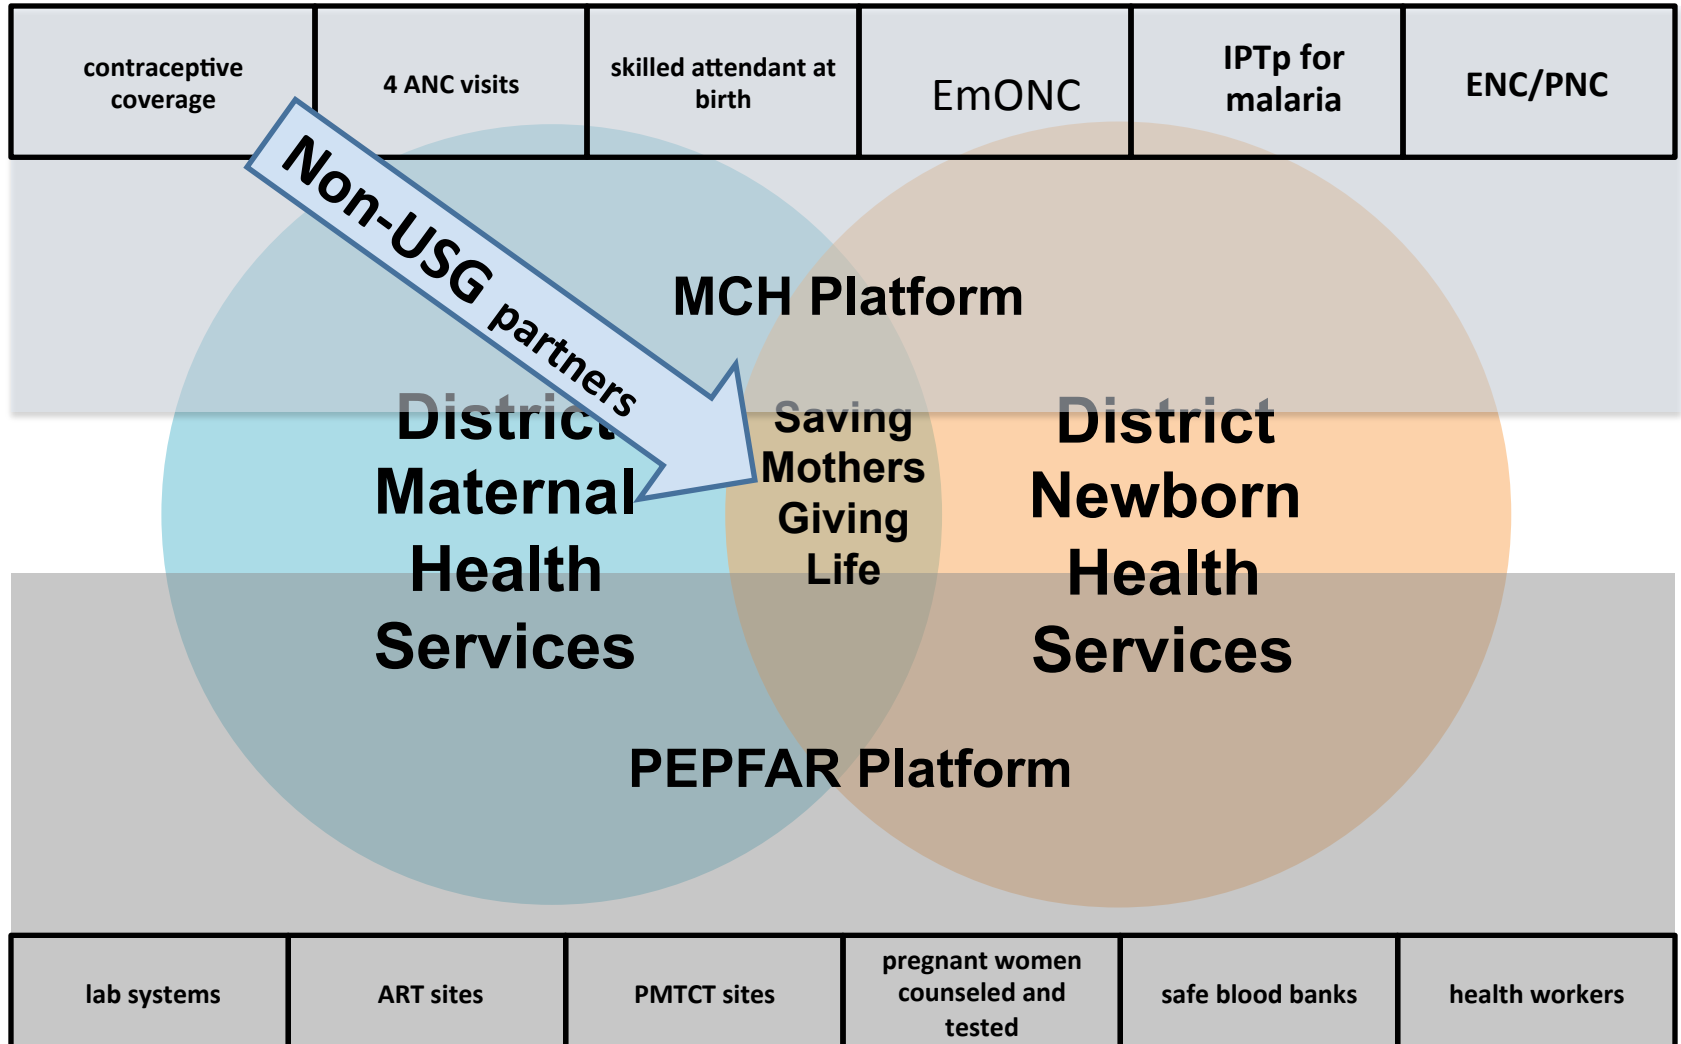 contraceptive
coverage
4 ANC visits
skilled attendant at
birth
EmONC
IPTp for
malaria
ENC/PNC
Non-USG partners
MCH Platform
District
Maternal
Health
Services
Saving
Mothers
Giving
Life
District
Newborn
Health
Services
PEPFAR Platform
lab systems
ART sites
PMTCT sites
pregnant women
counseled and
tested
safe blood banks
health workers